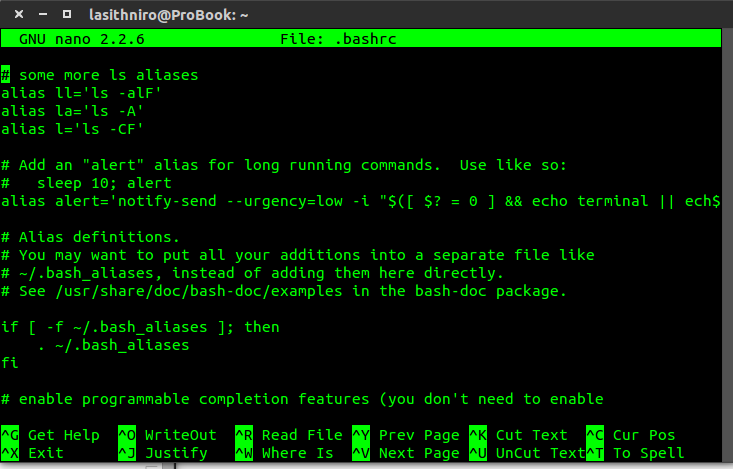 lasithniro@ProBook: ~
GNU nano 2.2.6 File: .bashrc
# some more ls aliases
alias ll='ls -alF'
alias la='ls -A'
alias l='ls -CF'
# Add an "alert" alias for long running commands.  Use like so:
#   sleep 10; alert
alias alert='notify-send --urgency=low -i "$([ $? = 0 ] && echo terminal || ech$
# Alias definitions.
# You may want to put all your additions into a separate file like
# ~/.bash_aliases, instead of adding them here directly.
# See /usr/share/doc/bash-doc/examples in the bash-doc package.
if [ -f ~/.bash_aliases ]; then
    . ~/.bash_aliases
fi
# enable programmable completion features (you don't need to enable
^G Get Help ^O WriteOut ^R Read File ^Y Prev Page ^K Cut Text ^C Cur Pos
^X Exit ^J Justify ^W Where Is ^V Next Page ^U UnCut Text ^T To Spell